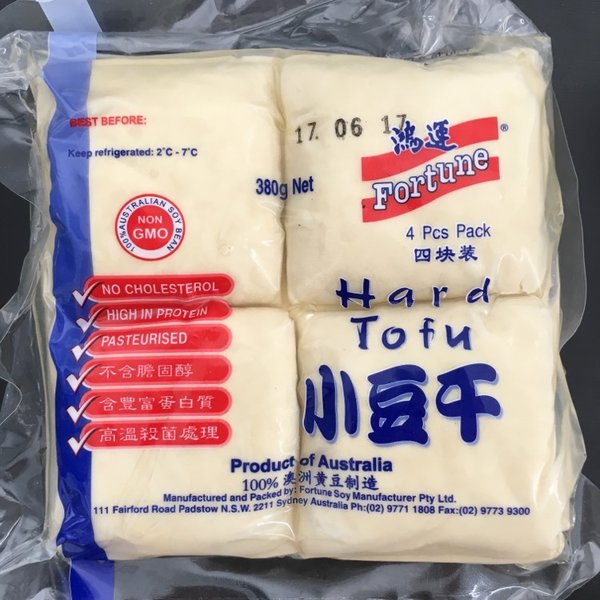 BEST BEFORE:
17 06 17
Keep refrigerated: 2°C - 7°C
380g Net
鴻運
Fortune®
4 Pcs Pack
四块装
100% AUSTRALIAN SOY BEAN
NON
GMO
NO CHOLESTEROL
HIGH IN PROTEIN
PASTEURISED
不含膽固醇
含豐富蛋白質
高溫殺菌處理
Hard
Tofu
小豆干
Product of Australia
100% 澳洲黄豆制造
Manufactured and Packed by: Fortune Soy Manufacturer Pty Ltd.
111 Fairford Road Padstow N.S.W. 2211 Sydney Australia Ph:(02) 9771 1808 Fax:(02) 9773 9300